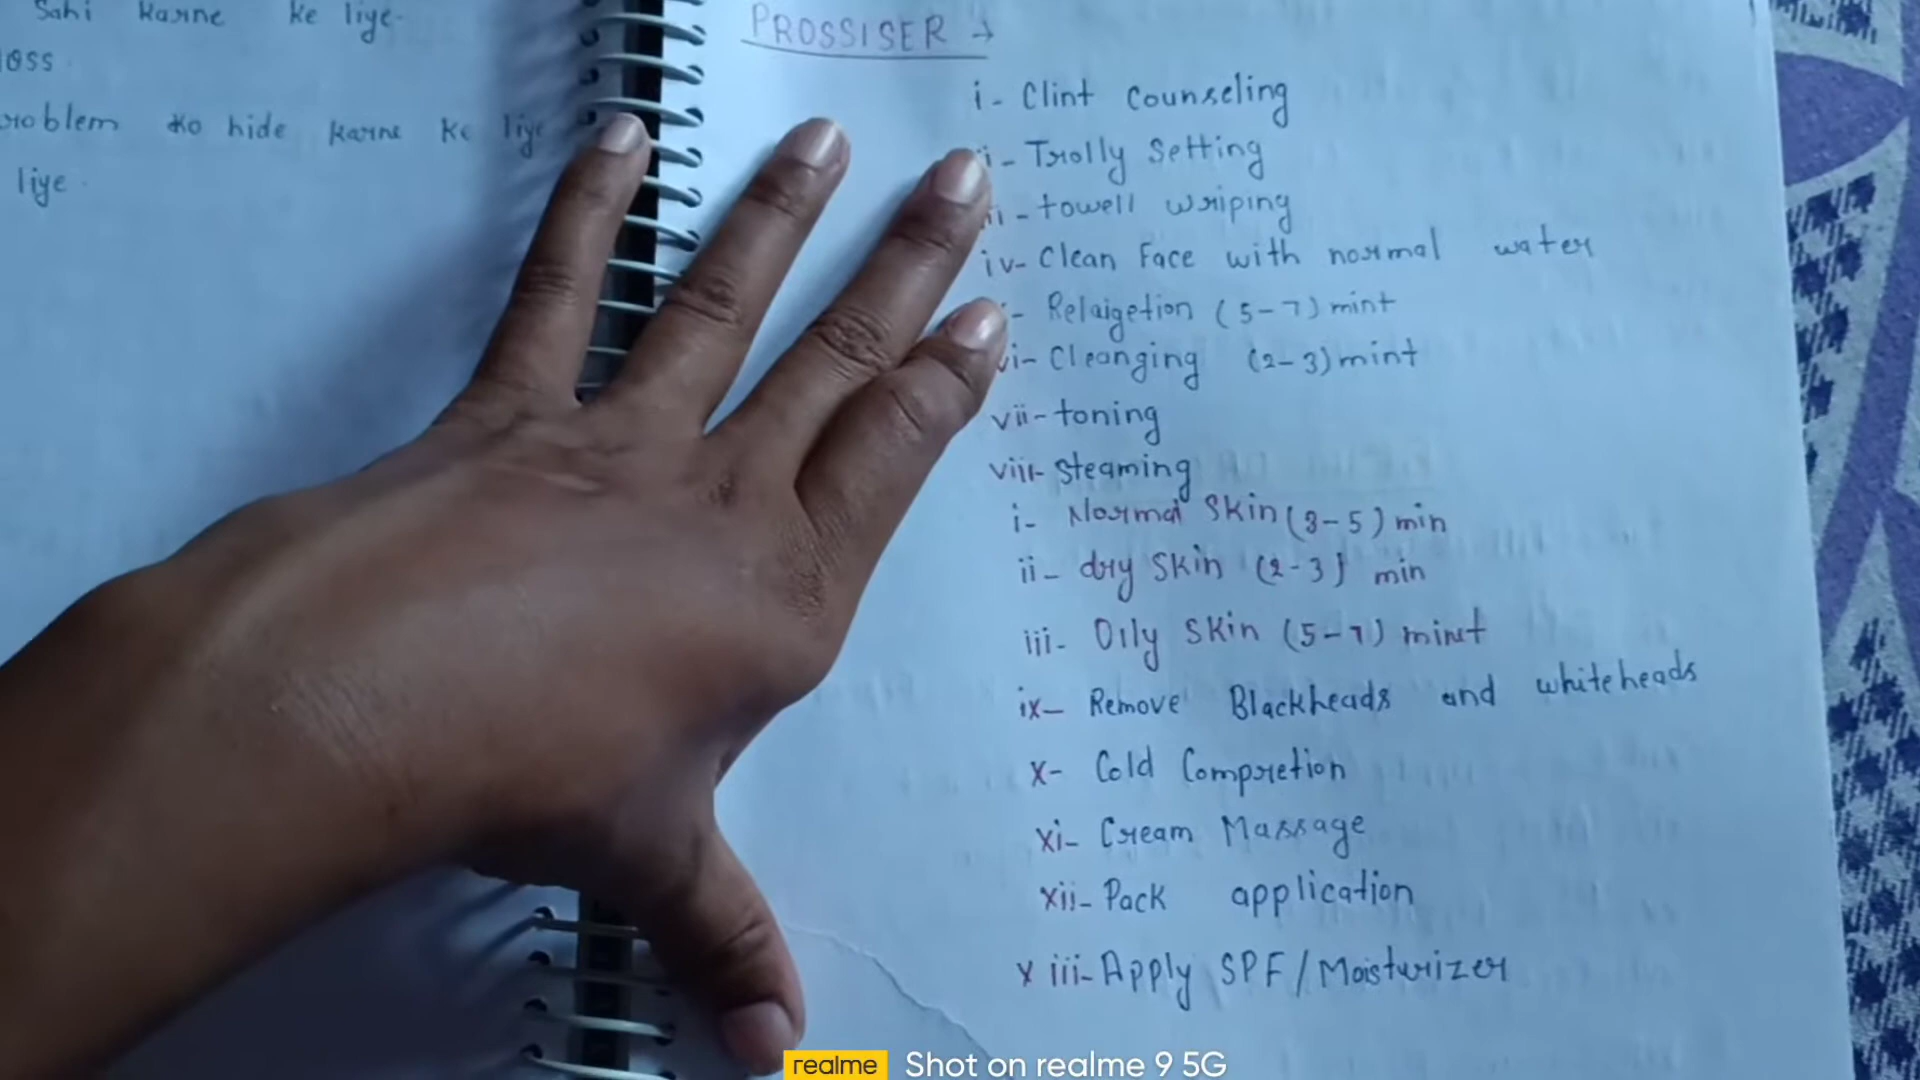 Sahi karne ke liye-
loss
roblem ko hide karne ke liye
liye.
PROSSISER →
i- Clint Counseling
i- Trolly Setting
ii- towell wriping
iv- Clean Face with normal water
- Relaigetion (5-7) mint
vi- Cleanging (2-3) mint
vii- toning
viii- steaming
i- Normal Skin (3-5) min
ii- dry Skin (2-3) min
iii- Oily Skin (5-7) mint
ix- Remove Blackheads and whiteheads
x- Cold Compretion
xi- Cream Massage
xii- Pack application
xiii- Apply SPF/Moisturizer
realme Shot on realme 9 5G